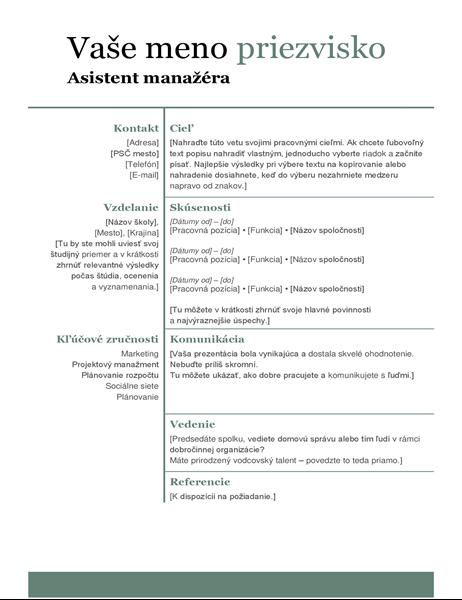 Vaše meno priezvisko
Asistent manažéra
Kontakt
[Adresa]
[PSČ mesto]
[Telefón]
[E-mail]
Cieľ
[Nahraďte túto vetu svojimi pracovnými cieľmi. Ak chcete ľubovoľný
text popisu nahradiť vlastným, jednoducho vyberte riadok a začnite
písať. Najlepšie výsledky pri výbere textu na kopírovanie alebo
nahradenie dosiahnete, keď do výberu nezahrniete medzeru
napravo od znakov.]
Vzdelanie
[Názov školy],
[Mesto], [Krajina]
[Tu by ste mohli uviesť svoj
študijný priemer a v krátkosti
zhrnúť relevantné výsledky
počas štúdia, ocenenia
a vyznamenania.]
Skúsenosti
[Dátumy od] – [do]
[Pracovná pozícia] • [Funkcia] • [Názov spoločnosti]
[Dátumy od] – [do]
[Pracovná pozícia] • [Funkcia] • [Názov spoločnosti]
[Dátumy od] – [do]
[Pracovná pozícia] • [Funkcia] • [Názov spoločnosti]
[Tu môžete v krátkosti zhrnúť svoje hlavné povinnosti
a najvýraznejšie úspechy.]
Kľúčové zručnosti
Marketing
Projektový manažment
Plánovanie rozpočtu
Sociálne siete
Plánovanie
Komunikácia
[Vaša prezentácia bola vynikajúca a dostala skvelé ohodnotenie.
Nebuďte príliš skromní.
Tu môžete ukázať, ako dobre pracujete a komunikujete s ľuďmi.]
Vedenie
[Predsedáte spolku, vediete domovú správu alebo tím ľudí v rámci
dobročinnej organizácie?
Máte prirodzený vodcovský talent – povedzte to teda priamo.]
Referencie
[K dispozícii na požiadanie.]